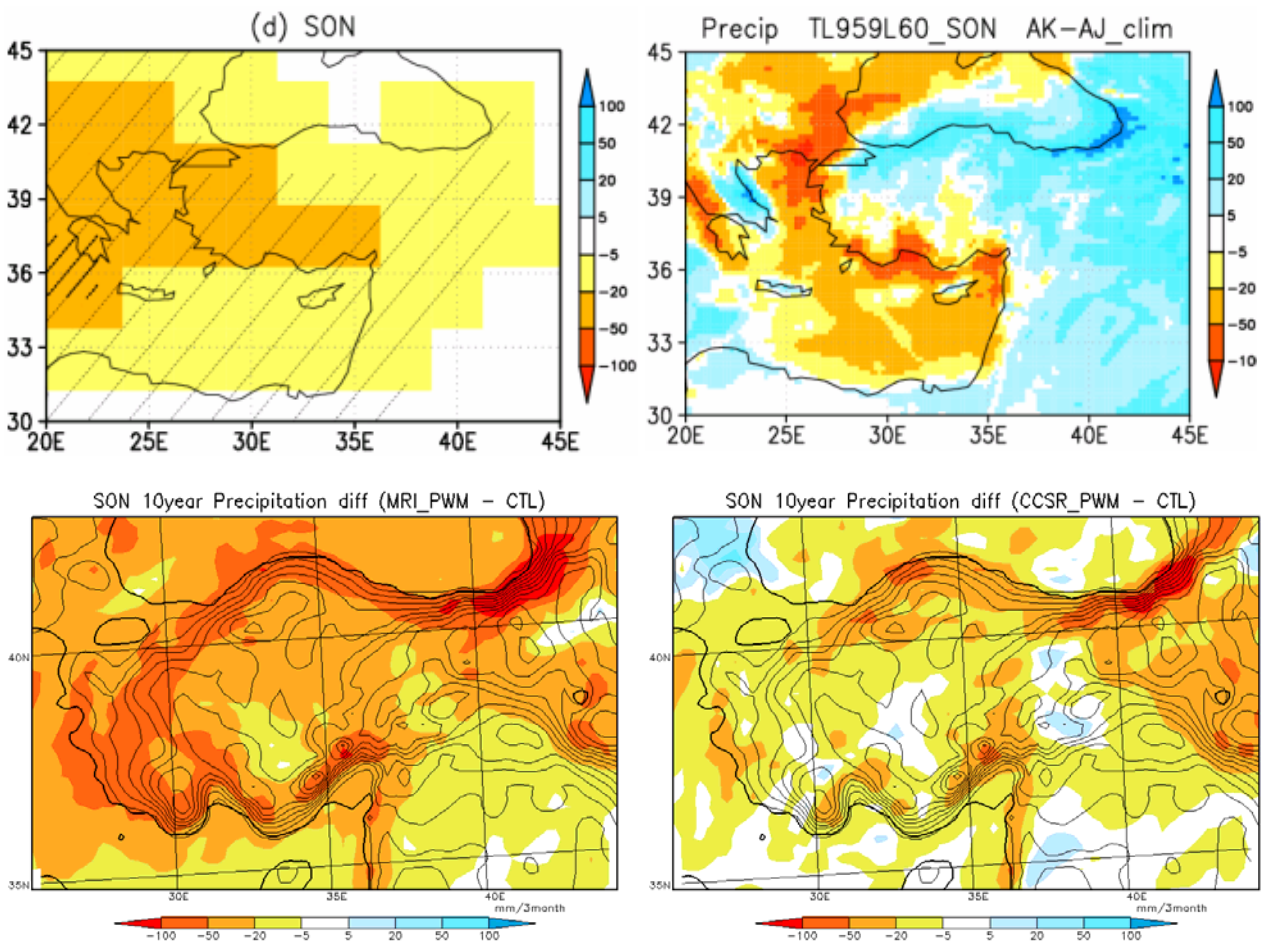 (d) SON
45
42
39
36
33
30
20E 25E 30E 35E 40E 45E
100
50
20
5
-5
-20
-50
-100
Precip TL959L60_SON AK-AJ_clim
45
42
39
36
33
30
20E 25E 30E 35E 40E 45E
100
50
20
5
-5
-20
-50
-10
SON 10year Precipitation diff (MRI_PWM - CTL)
40N
35N
30E 35E 40E
mm/3month
-100 -50 -20 -5 5 20 50 100
SON 10year Precipitation diff (CCSR_PWM - CTL)
40N
35N
30E 35E 40E
mm/3month
-100 -50 -20 -5 5 20 50 100